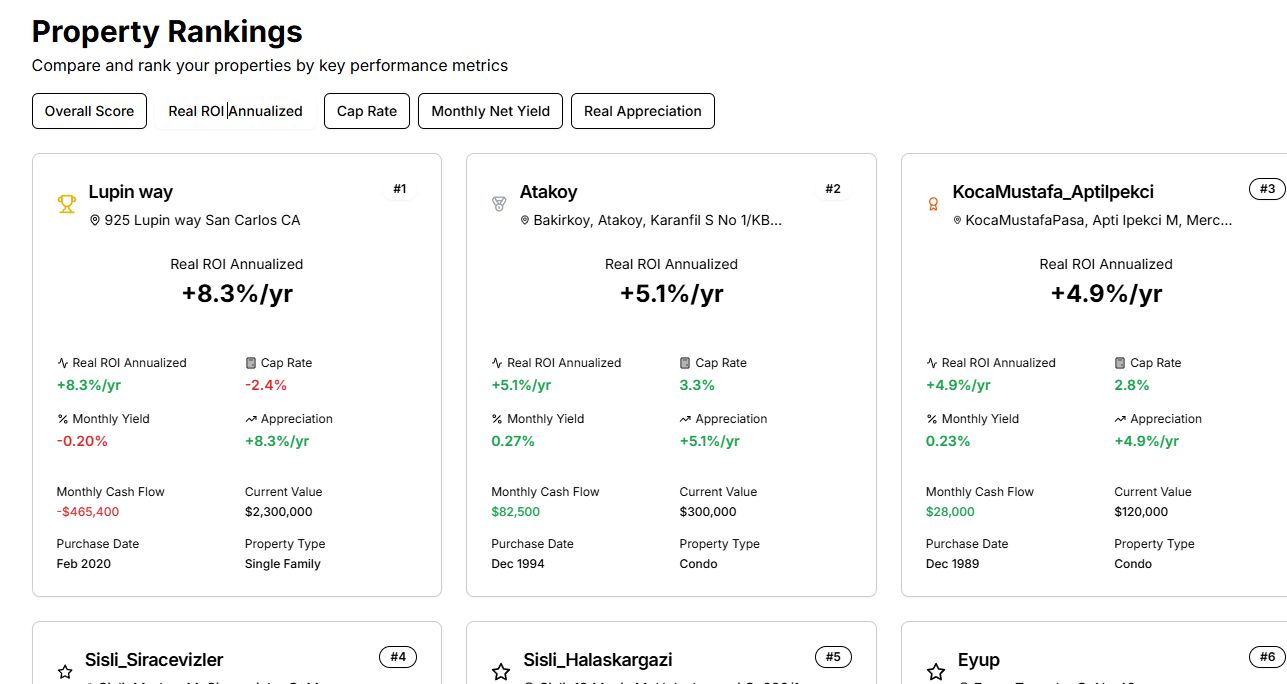 Property Rankings
Compare and rank your properties by key performance metrics
Overall Score
Real ROI Annualized
Cap Rate
Monthly Net Yield
Real Appreciation
Lupin way
#1
925 Lupin way San Carlos CA
Real ROI Annualized
+8.3%/yr
Real ROI Annualized
Cap Rate
+8.3%/yr
-2.4%
Monthly Yield
Appreciation
-0.20%
+8.3%/yr
Monthly Cash Flow
Current Value
-$465,400
$2,300,000
Purchase Date
Property Type
Feb 2020
Single Family
Atakoy
#2
Bakirkoy, Atakoy, Karanfil S No 1/KB...
Real ROI Annualized
+5.1%/yr
Real ROI Annualized
Cap Rate
+5.1%/yr
3.3%
Monthly Yield
Appreciation
0.27%
+5.1%/yr
Monthly Cash Flow
Current Value
$82,500
$300,000
Purchase Date
Property Type
Dec 1994
Condo
KocaMustafa_AptiIpekci
#3
KocaMustafaPasa, Apti Ipekci M, Merc...
Real ROI Annualized
+4.9%/yr
Real ROI Annualized
Cap Rate
+4.9%/yr
2.8%
Monthly Yield
Appreciation
0.23%
+4.9%/yr
Monthly Cash Flow
Current Value
$28,000
$120,000
Purchase Date
Property Type
Dec 1989
Condo
Sisli_Siracevizler
#4
Sisli_Halaskargazi
#5
Eyup
#6